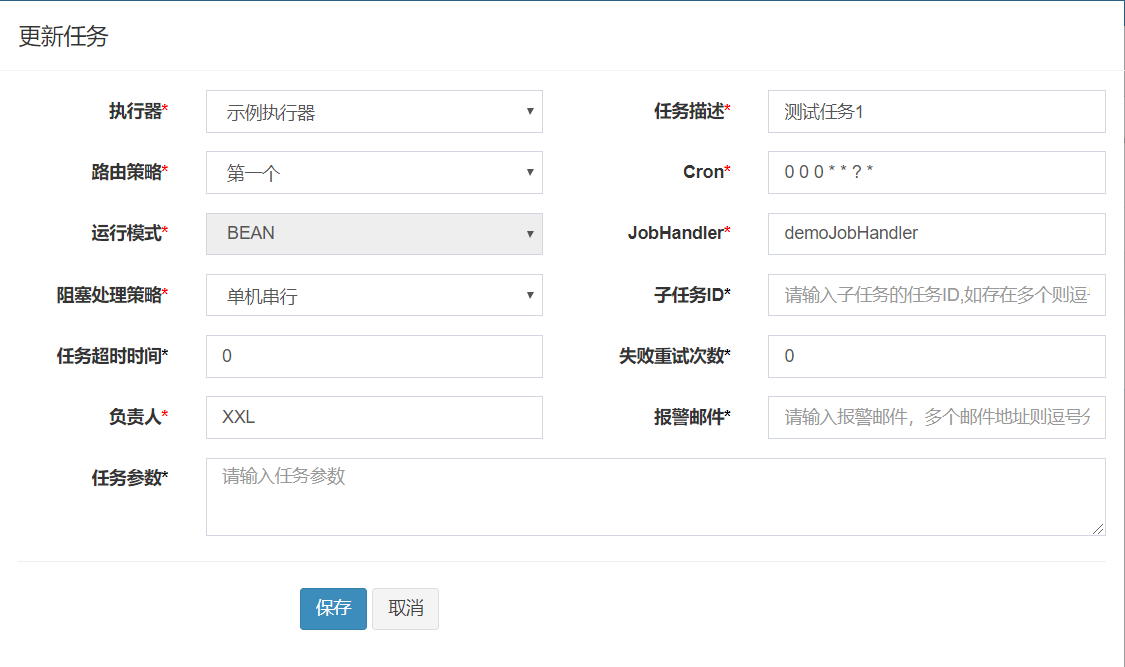 更新任务
执行器* 示例执行器 任务描述* 测试任务1
路由策略* 第一个 Cron* 0 0 0 * * ? *
运行模式* BEAN JobHandler* demoJobHandler
阻塞处理策略* 单机串行 子任务ID* 请输入子任务的任务ID,如存在多个则逗
任务超时时间* 0 失败重试次数* 0
负责人* XXL 报警邮件* 请输入报警邮件，多个邮件地址则逗号分
任务参数* 请输入任务参数
保存 取消